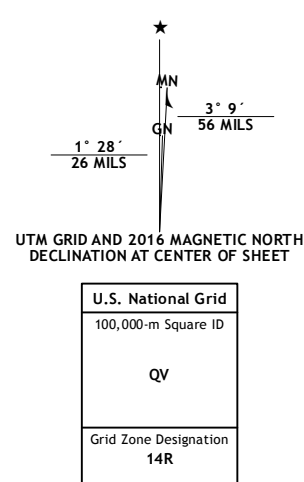 ★
MN
3° 9´
56 MILS
GN
1° 28´
26 MILS
UTM GRID AND 2016 MAGNETIC NORTH
DECLINATION AT CENTER OF SHEET
U.S. National Grid
100,000-m Square ID
QV
Grid Zone Designation
14R